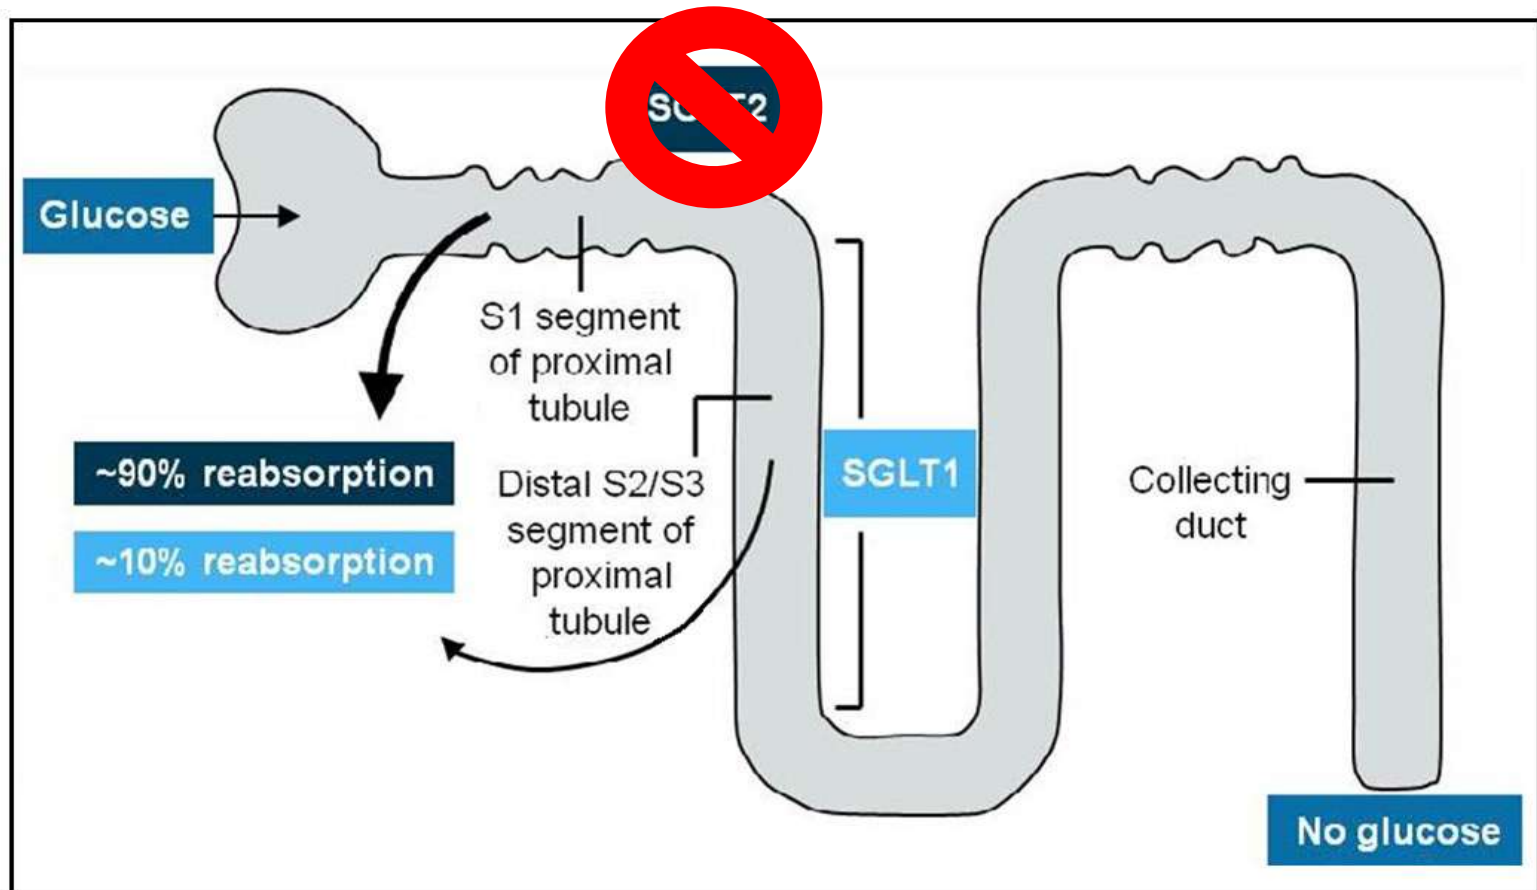 Glucose
S1 segment
of proximal
tubule
~90% reabsorption
~10% reabsorption
Distal S2/S3
segment of
proximal
tubule
SGLT1
Collecting
duct
No glucose